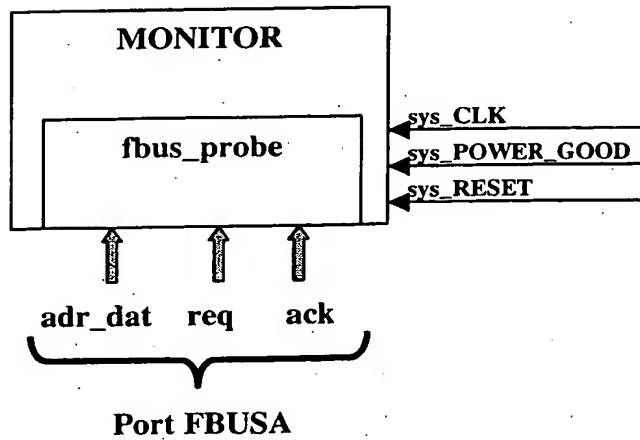 MONITOR
fbus_probe
sys_CLK
sys_POWER_GOOD
sys_RESET
adr_dat req ack
Port FBUSA